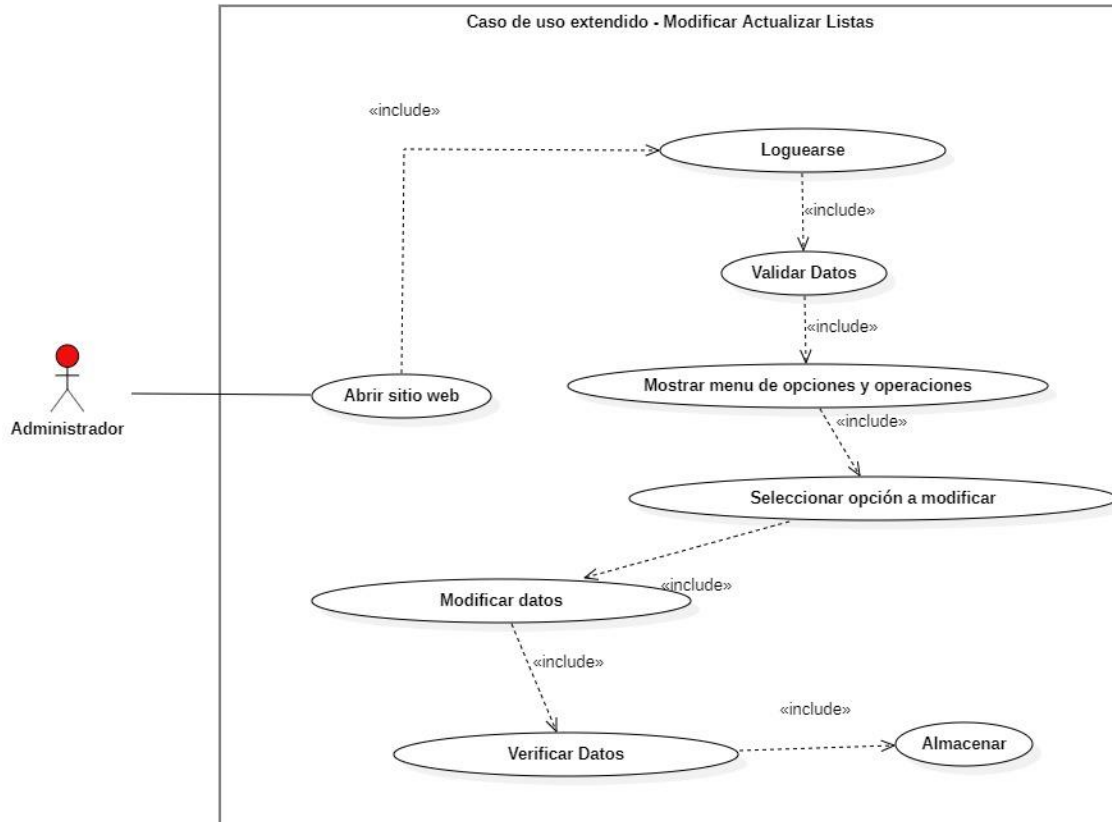 Caso de uso extendido - Modificar Actualizar Listas
«include»
Loguearse
«include»
Validar Datos
«include»
Mostrar menu de opciones y operaciones
Abrir sitio web
Administrador
«include»
Seleccionar opción a modificar
«include»
Modificar datos
«include»
«include»
Almacenar
Verificar Datos